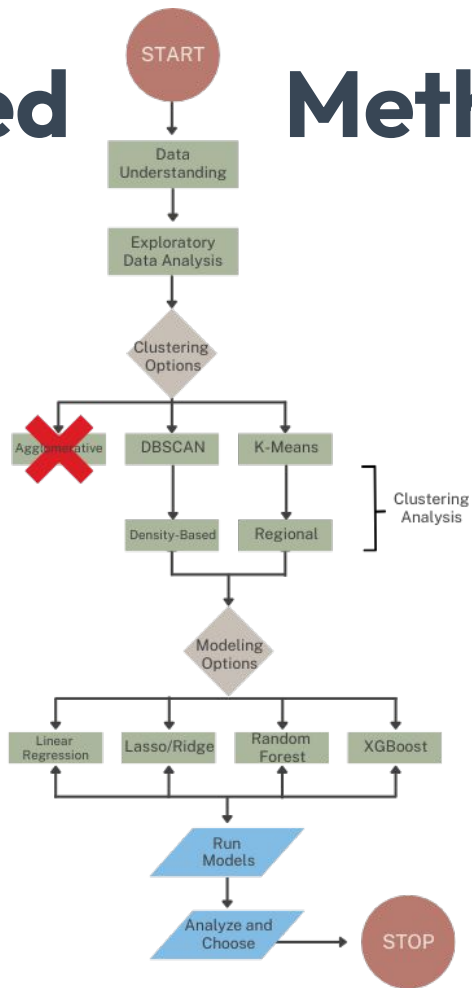 START
ed Meth
Data
Understanding
Exploratory
Data Analysis
Clustering
Options
Agglomerative
DBSCAN
K-Means
Clustering
Analysis
Density-Based
Regional
Modeling
Options
Linear
Regression
Lasso/Ridge
Random
Forest
XGBoost
Run
Models
Analyze and
Choose
STOP